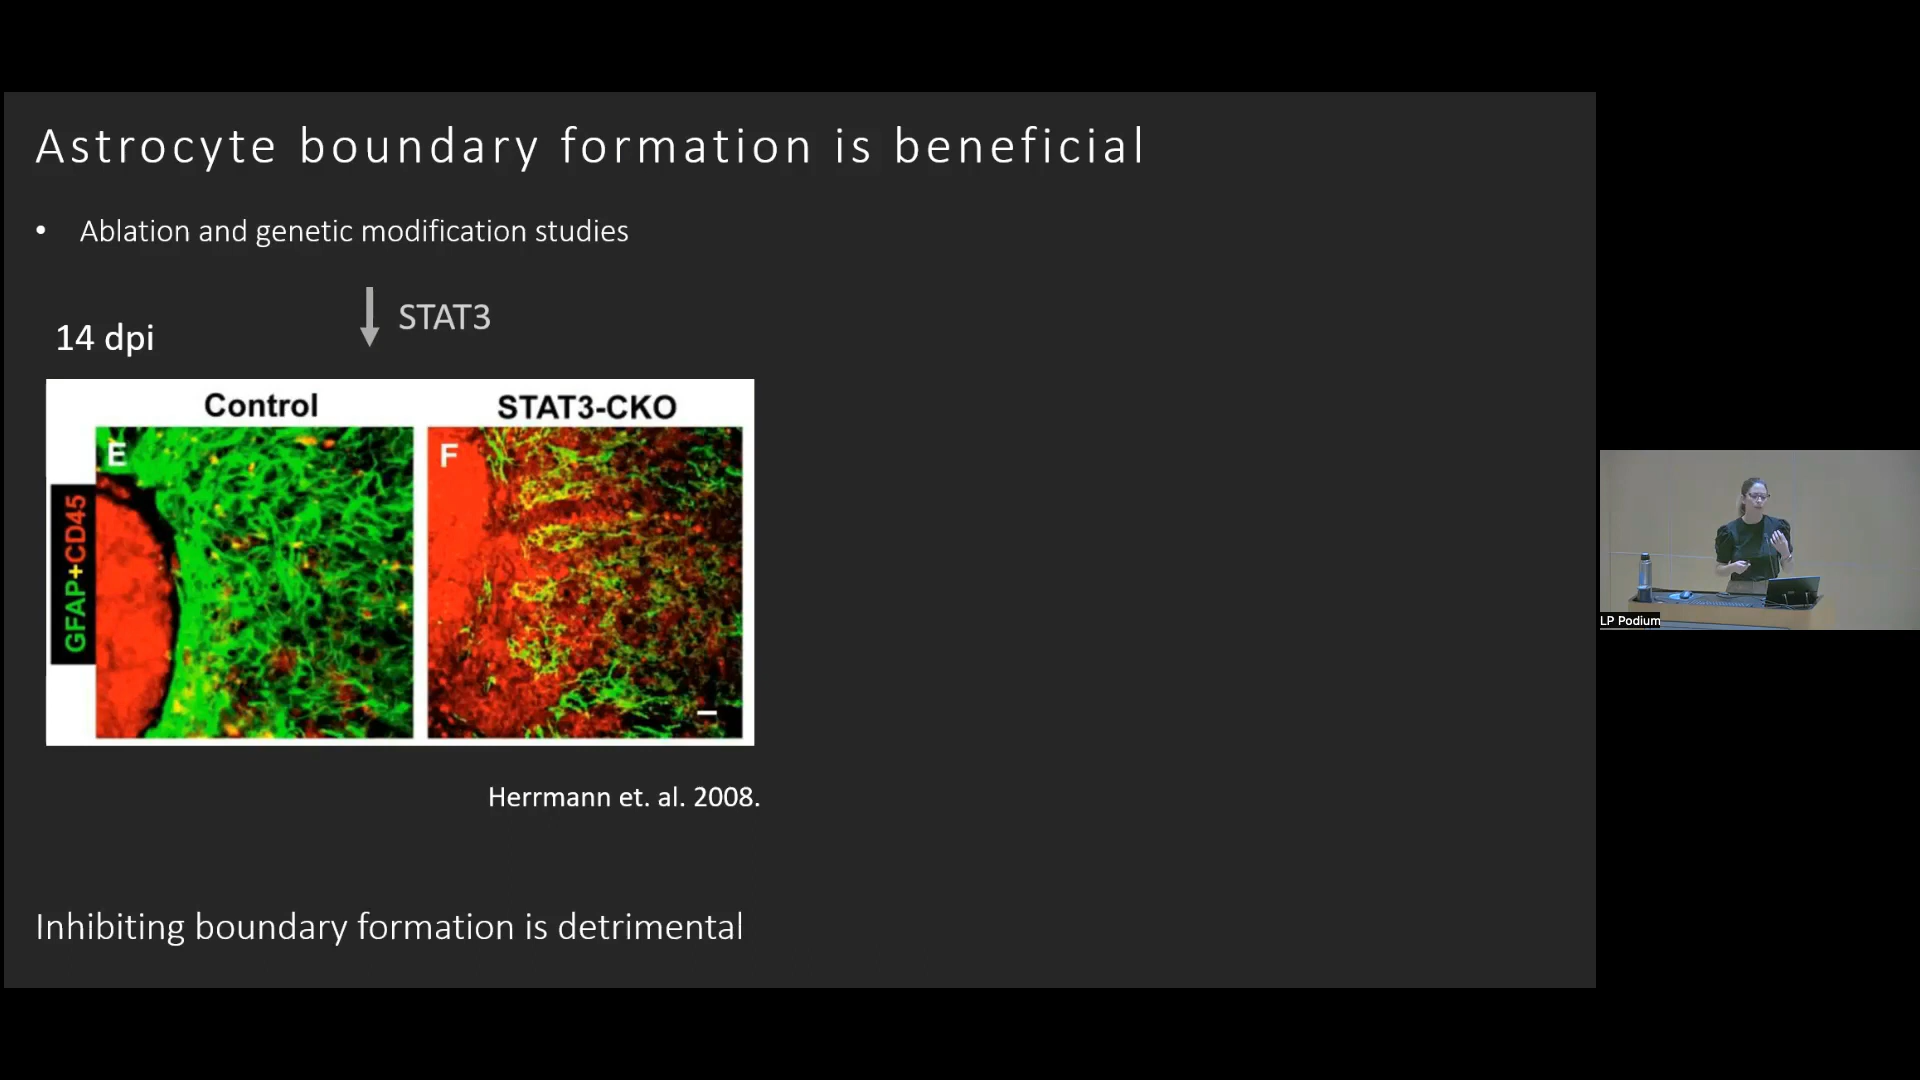 Astrocyte boundary formation is beneficial
• Ablation and genetic modification studies
STAT3
14 dpi
Control
STAT3-CKO
E
F
GFAP+CD45
Herrmann et. al. 2008.
Inhibiting boundary formation is detrimental
LP Podium